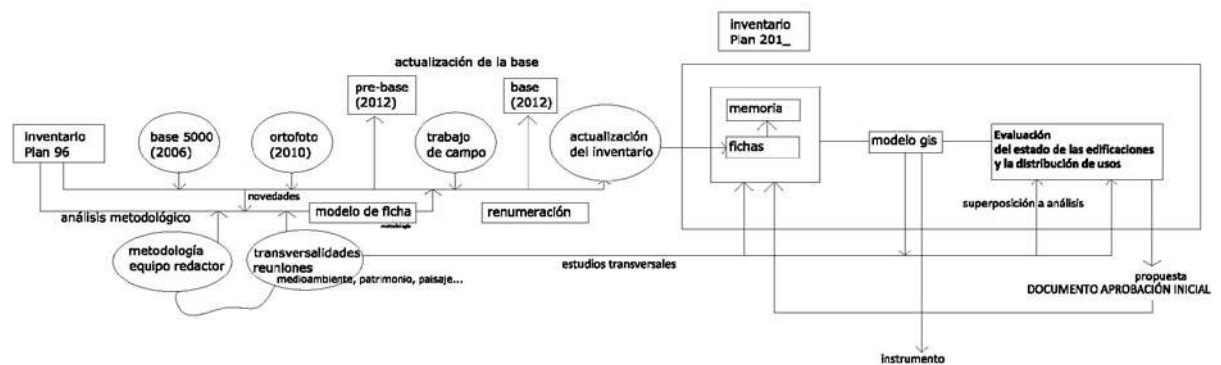 inventario
Plan 201_
actualización de la base
pre-base
(2012)
base
(2012)
inventario
Plan 96
base 5000
(2006)
ortofoto
(2010)
trabajo
de campo
actualización
del inventario
memoria
fichas
modelo gis
Evaluación
del estado de las edificaciones
y la distribución de usos
novedades
análisis metodológico
modelo de ficha
metodología
renumeración
superposición a análisis
metodología
equipo redactor
transversalidades
reuniones
medioambiente, patrimonio, paisaje...
estudios transversales
propuesta
DOCUMENTO APROBACIÓN INICIAL
instrumento